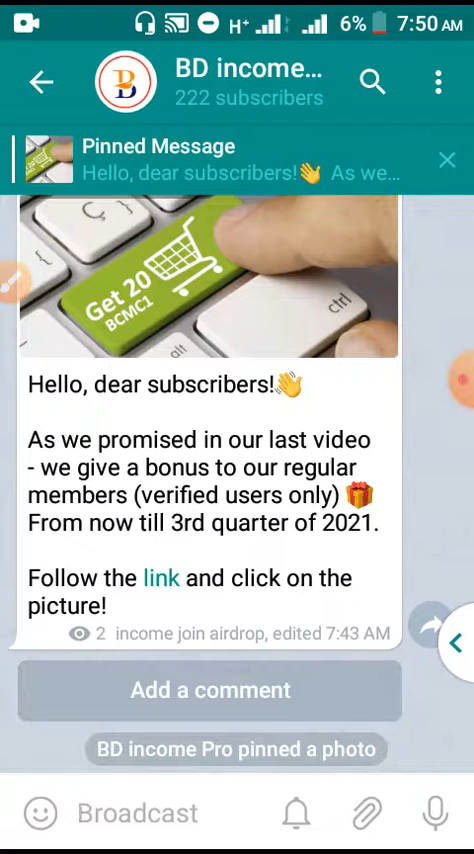 H+ 6% 7:50 AM
BD income...
222 subscribers
Pinned Message
Hello, dear subscribers!👋 As we...
Get 20
BCMC1
alt
ctrl
Hello, dear subscribers!👋
As we promised in our last video
- we give a bonus to our regular
members (verified users only) 🎁
From now till 3rd quarter of 2021.
Follow the link and click on the
picture!
2 income join airdrop, edited 7:43 AM
Add a comment
BD income Pro pinned a photo
Broadcast